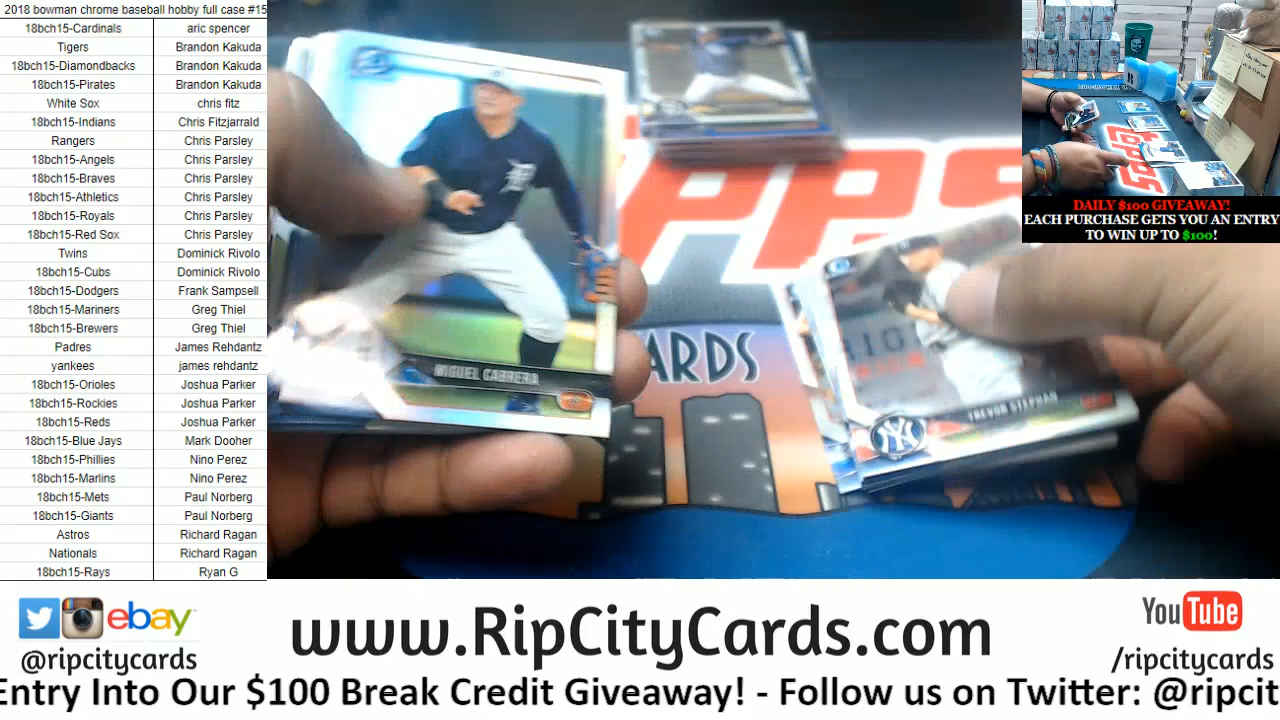 2018 bowman chrome baseball hobby full case #15
18bch15-Cardinals aric spencer
Tigers Brandon Kakuda
18bch15-Diamondbacks Brandon Kakuda
18bch15-Pirates Brandon Kakuda
White Sox chris fitz
18bch15-Indians Chris Fitzjarrald
Rangers Chris Parsley
18bch15-Angels Chris Parsley
18bch15-Braves Chris Parsley
18bch15-Athletics Chris Parsley
18bch15-Royals Chris Parsley
18bch15-Red Sox Chris Parsley
Twins Dominick Rivolo
18bch15-Cubs Dominick Rivolo
18bch15-Dodgers Frank Sampsell
18bch15-Mariners Greg Thiel
18bch15-Brewers Greg Thiel
Padres James Rehdantz
yankees james rehdantz
18bch15-Orioles Joshua Parker
18bch15-Rockies Joshua Parker
18bch15-Reds Joshua Parker
18bch15-Blue Jays Mark Dooher
18bch15-Phillies Nino Perez
18bch15-Marlins Nino Perez
18bch15-Mets Paul Norberg
18bch15-Giants Paul Norberg
Astros Richard Ragan
Nationals Richard Ragan
18bch15-Rays Ryan G
MIGUEL CABRERA
TREVOR STEPHAN
PPS
ARDS
DAILY $100 GIVEAWAY!
EACH PURCHASE GETS YOU AN ENTRY
TO WIN UP TO $100!
ebay
@ripcitycards
www.RipCityCards.com
YouTube
/ripcitycards
Entry Into Our $100 Break Credit Giveaway! - Follow us on Twitter: @ripcit